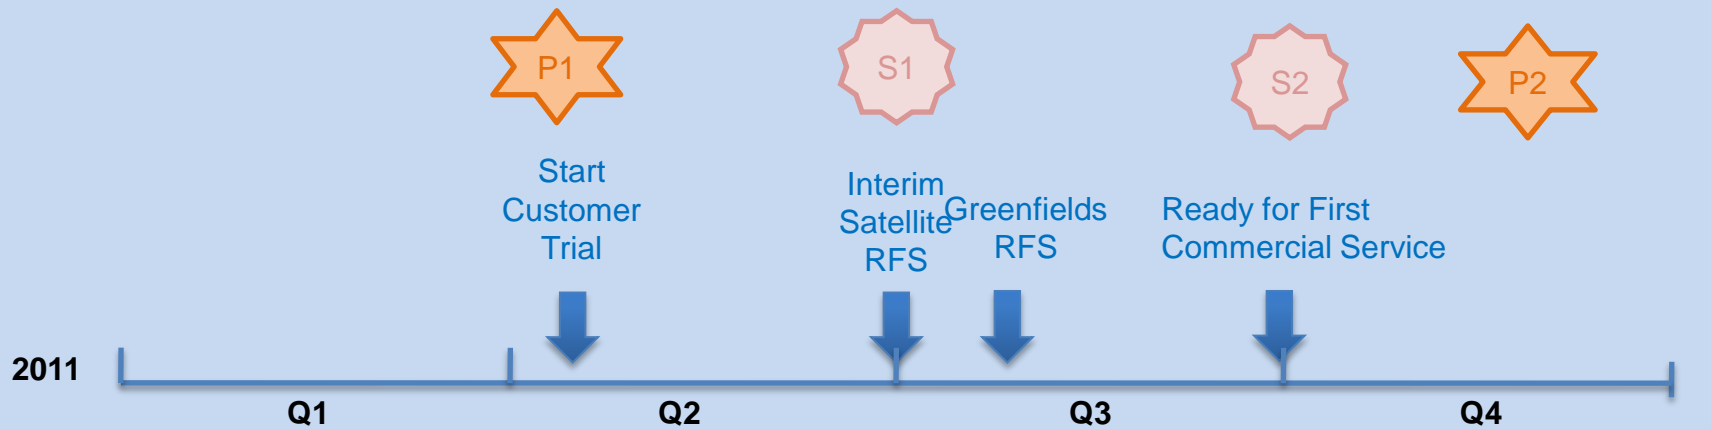 P1
S1
S2
P2
Start
Customer
Trial
Interim
Satellite
RFS
Greenfields
RFS
Ready for First
Commercial Service
2011
Q1
Q2
Q3
Q4